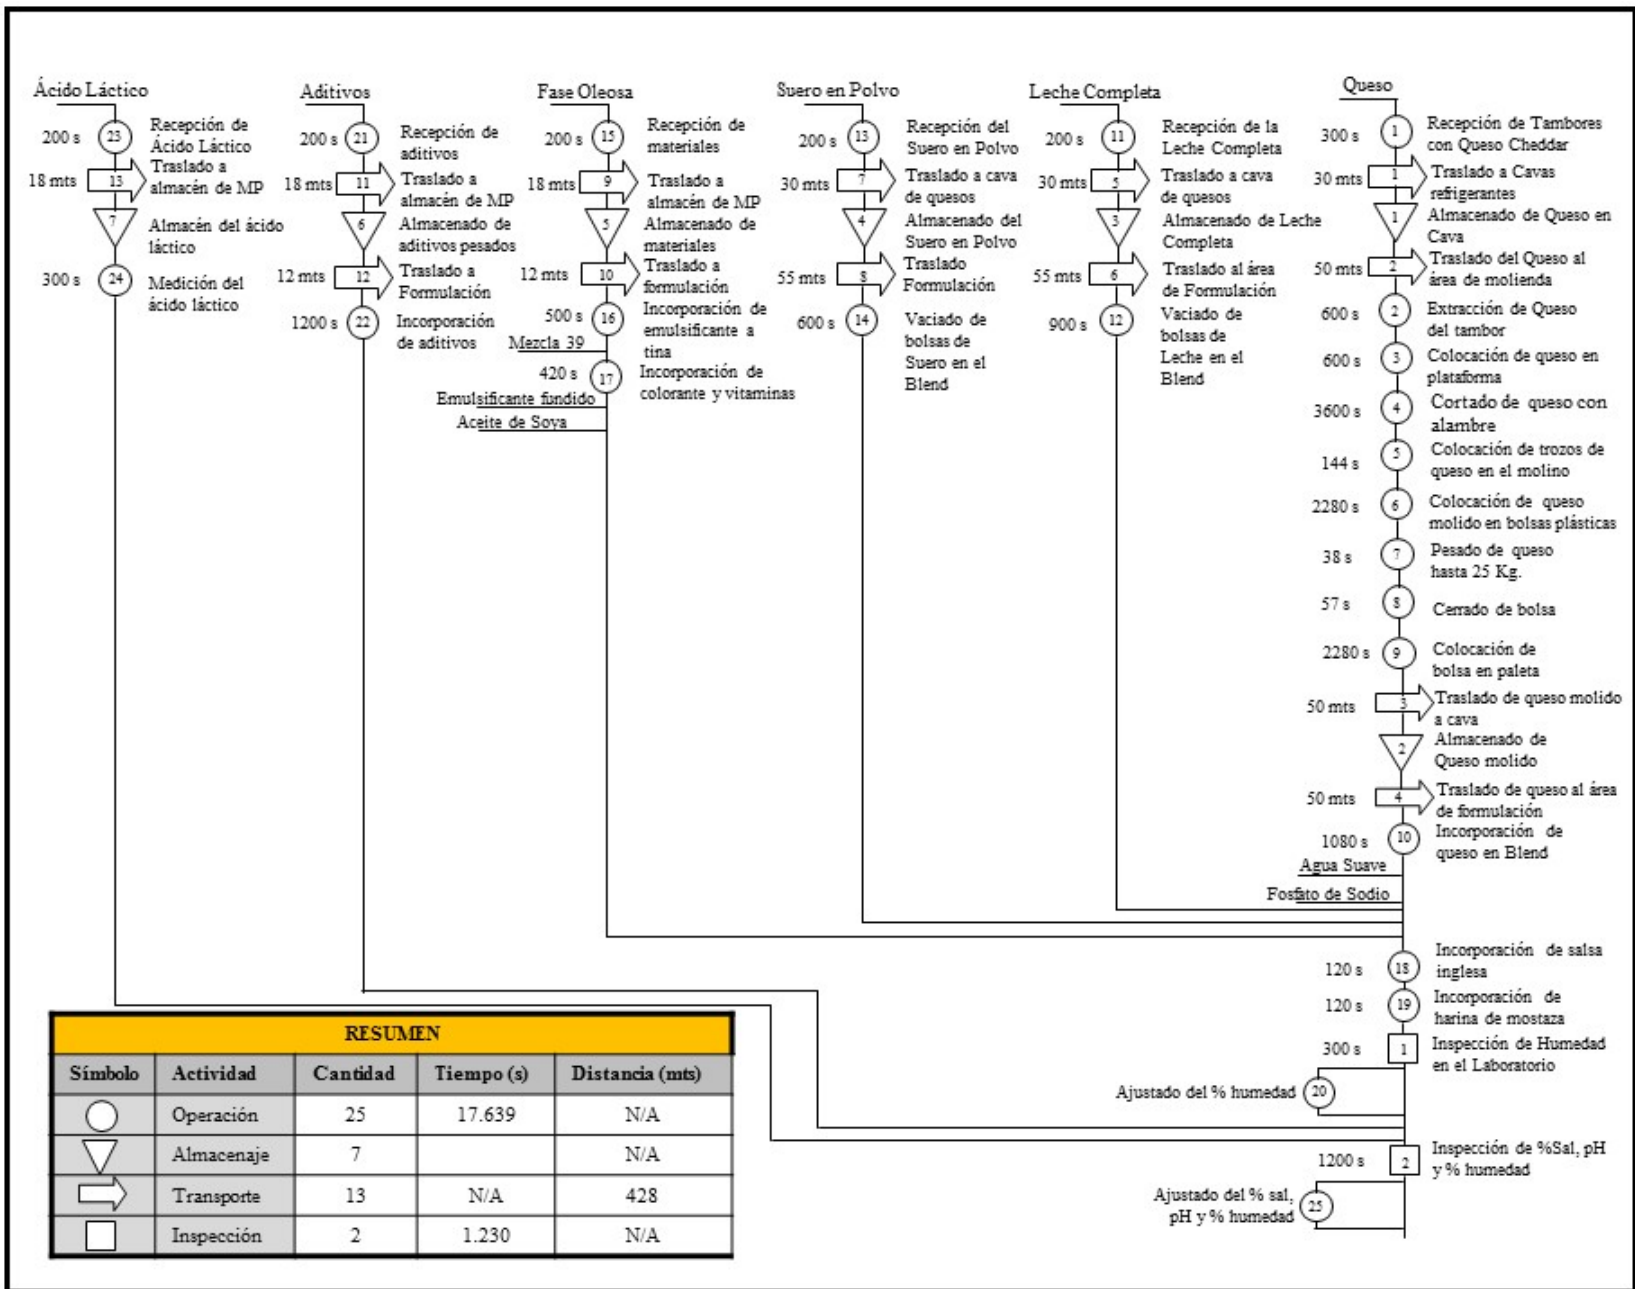 Ácido Láctico
200 s
23
Recepción de
Ácido Láctico
18 mts
13
Traslado a
almacén de MP
7
Almacén del ácido
láctico
300 s
24
Medición del
ácido láctico
Aditivos
200 s
21
Recepción de
aditivos
18 mts
11
Traslado a
almacén de MP
6
Almacenado de
aditivos pesados
12 mts
12
Traslado a
Formulación
1200 s
22
Incorporación
de aditivos
Fase Oleosa
200 s
15
Recepción de
materiales
18 mts
9
Traslado a
almacén de MP
5
Almacenado de
materiales
12 mts
10
Traslado a
formulación
500 s
16
Incorporación de
emulsificante a
tina
Mezcla 39
420 s
17
Incorporación de
colorante y vitaminas
Emulsificante fundido
Aceite de Soya
Suero en Polvo
200 s
13
Recepción del
Suero en Polvo
30 mts
7
Traslado a cava
de quesos
4
Almacenado del
Suero en Polvo
55 mts
8
Traslado
Formulación
600 s
14
Vaciado de
bolsas de
Suero en el
Blend
Leche Completa
200 s
11
Recepción de la
Leche Completa
30 mts
5
Traslado a cava
de quesos
3
Almacenado de Leche
Completa
55 mts
6
Traslado al área
de Formulación
900 s
12
Vaciado de
bolsas de
Leche en el
Blend
Queso
300 s
1
Recepción de Tambores
con Queso Cheddar
30 mts
1
Traslado a Cavas
refrigerantes
1
Almacenado de Queso en
Cava
50 mts
2
Traslado del Queso al
área de molienda
600 s
2
Extracción de Queso
del tambor
600 s
3
Colocación de queso en
plataforma
3600 s
4
Cortado de queso con
alambre
144 s
5
Colocación de trozos de
queso en el molino
2280 s
6
Colocación de queso
molido en bolsas plásticas
38 s
7
Pesado de queso
hasta 25 Kg.
57 s
8
Cerrado de bolsa
2280 s
9
Colocación de
bolsa en paleta
50 mts
3
Traslado de queso molido
a cava
2
Almacenado de
Queso molido
50 mts
4
Traslado de queso al área
de formulación
1080 s
10
Incorporación de
queso en Blend
Agua Suave
Fosfato de Sodio
120 s
18
Incorporación de salsa
inglesa
120 s
19
Incorporación de
harina de mostaza
300 s
1
Inspección de Humedad
en el Laboratorio
Ajustado del % humedad
20
1200 s
2
Inspección de %Sal, pH
y % humedad
Ajustado del % sal,
pH y % humedad
25
RESUMEN
Símbolo Actividad Cantidad Tiempo (s) Distancia (mts)
Operación 25 17.639 N/A
Almacenaje 7 N/A
Transporte 13 N/A 428
Inspección 2 1.230 N/A